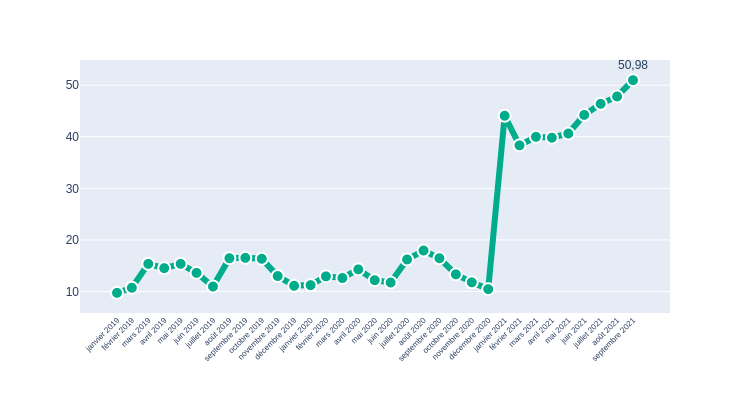 50,98
50
40
30
20
10
janvier 2019
février 2019
mars 2019
avril 2019
mai 2019
juin 2019
juillet 2019
août 2019
septembre 2019
octobre 2019
novembre 2019
décembre 2019
janvier 2020
février 2020
mars 2020
avril 2020
mai 2020
juin 2020
juillet 2020
août 2020
septembre 2020
octobre 2020
novembre 2020
décembre 2020
janvier 2021
février 2021
mars 2021
avril 2021
mai 2021
juin 2021
juillet 2021
août 2021
septembre 2021